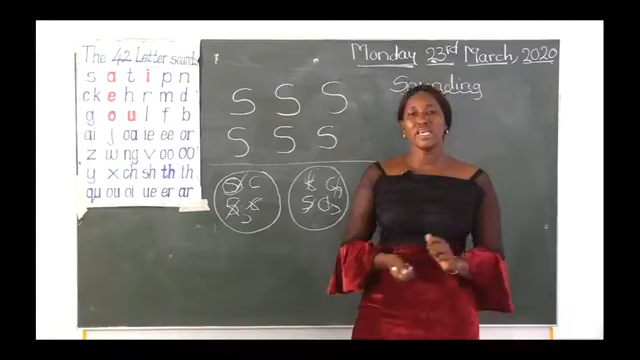 The 42 Letter sounds
s a t i p n
ck e h r m d
g o u l f b
ai j oa ie ee or
z w ng v oo oo
y x ch sh th th
qu ou oi ue er ar
Monday 23rd March, 2020
Sounding
S S S
S S S
S C